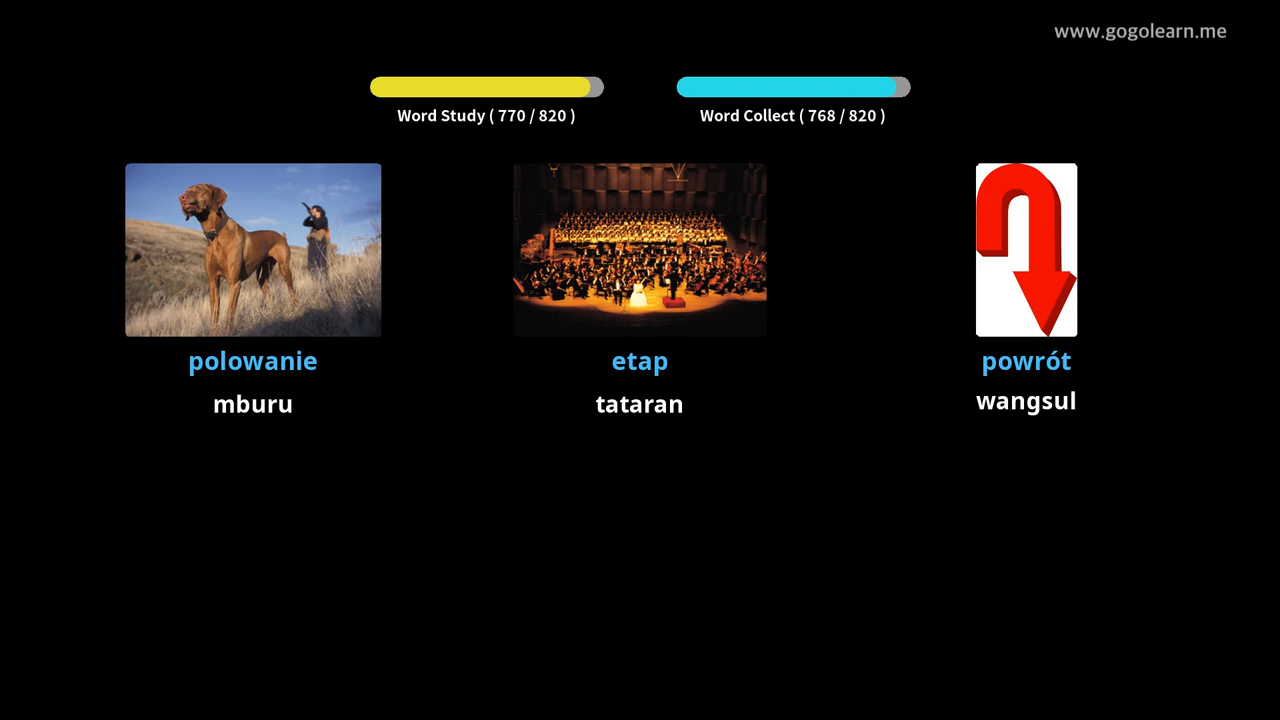 www.gogolearn.me
Word Study ( 770 / 820 )
Word Collect ( 768 / 820 )
polowanie
etap
powrót
mburu
tataran
wangsul